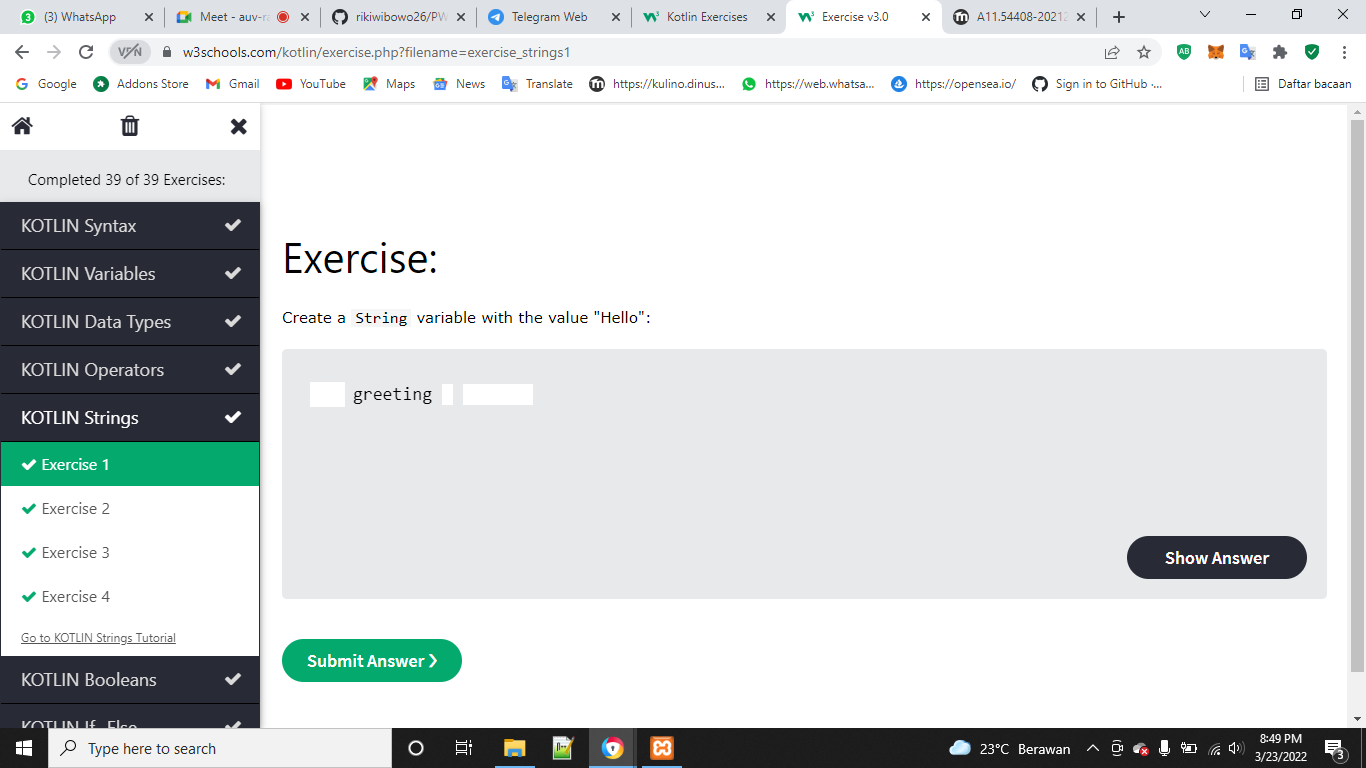 (3) WhatsApp
Meet - auv-r
rikiwibowo26/PW
Telegram Web
Kotlin Exercises
Exercise v3.0
A11.54408-2021
VPN
w3schools.com/kotlin/exercise.php?filename=exercise_strings1
Google
Addons Store
Gmail
YouTube
Maps
News
Translate
https://kulino.dinus...
https://web.whatsa...
https://opensea.io/
Sign in to GitHub ·...
Daftar bacaan
Completed 39 of 39 Exercises:
KOTLIN Syntax
KOTLIN Variables
KOTLIN Data Types
KOTLIN Operators
KOTLIN Strings
Exercise 1
Exercise 2
Exercise 3
Exercise 4
Go to KOTLIN Strings Tutorial
KOTLIN Booleans
KOTLIN If..Else
Exercise:
Create a String variable with the value "Hello":
greeting
Show Answer
Submit Answer ❯
Type here to search
23°C Berawan
8:49 PM
3/23/2022
3